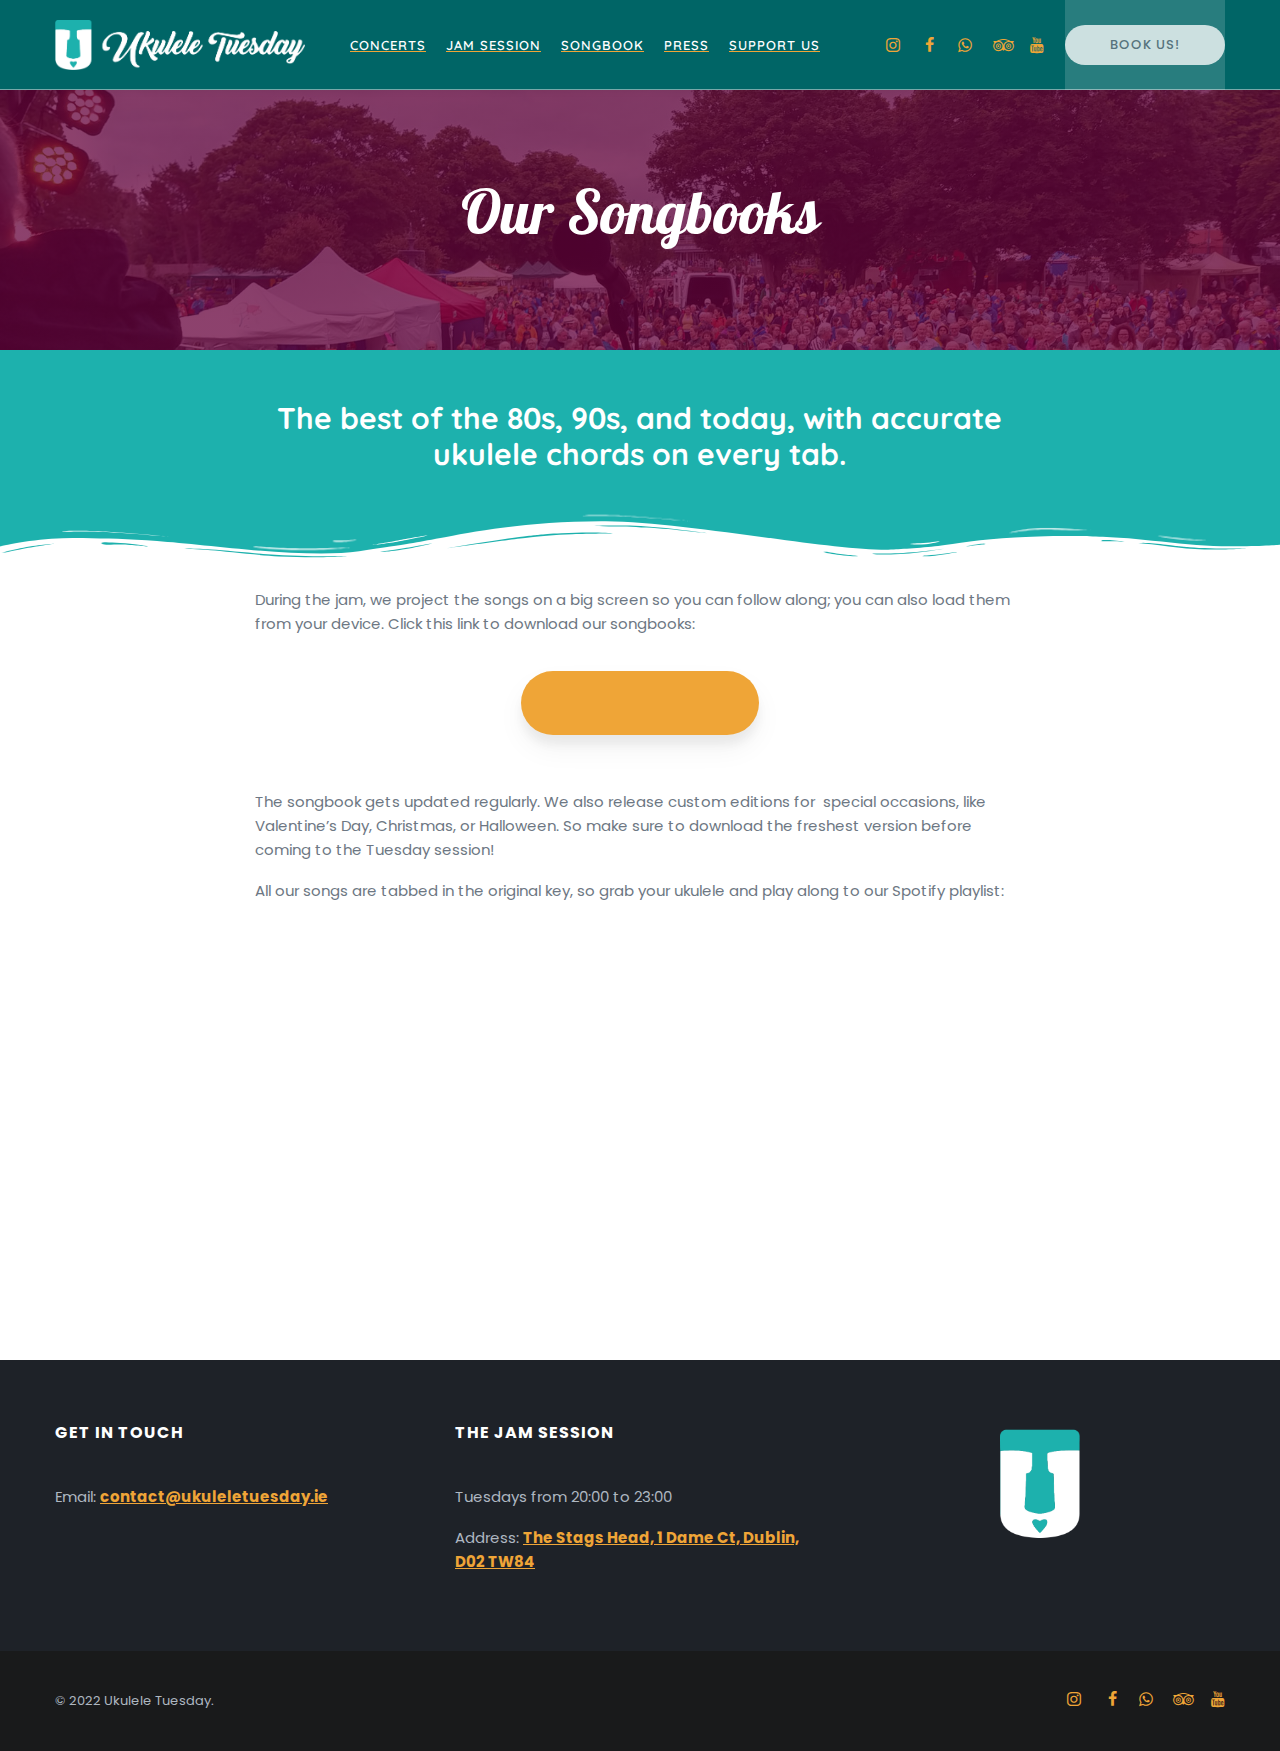 Ukulele Tuesday
CONCERTS JAM SESSION SONGBOOK PRESS SUPPORT US
BOOK US!
Our Songbooks
The best of the 80s, 90s, and today, with accurate
ukulele chords on every tab.
During the jam, we project the songs on a big screen so you can follow along; you can also load them
from your device. Click this link to download our songbooks:
The songbook gets updated regularly. We also release custom editions for special occasions, like
Valentine’s Day, Christmas, or Halloween. So make sure to download the freshest version before
coming to the Tuesday session!
All our songs are tabbed in the original key, so grab your ukulele and play along to our Spotify playlist:
GET IN TOUCH
Email: contact@ukuleletuesday.ie
THE JAM SESSION
Tuesdays from 20:00 to 23:00
Address: The Stags Head, 1 Dame Ct, Dublin,
D02 TW84
© 2022 Ukulele Tuesday.